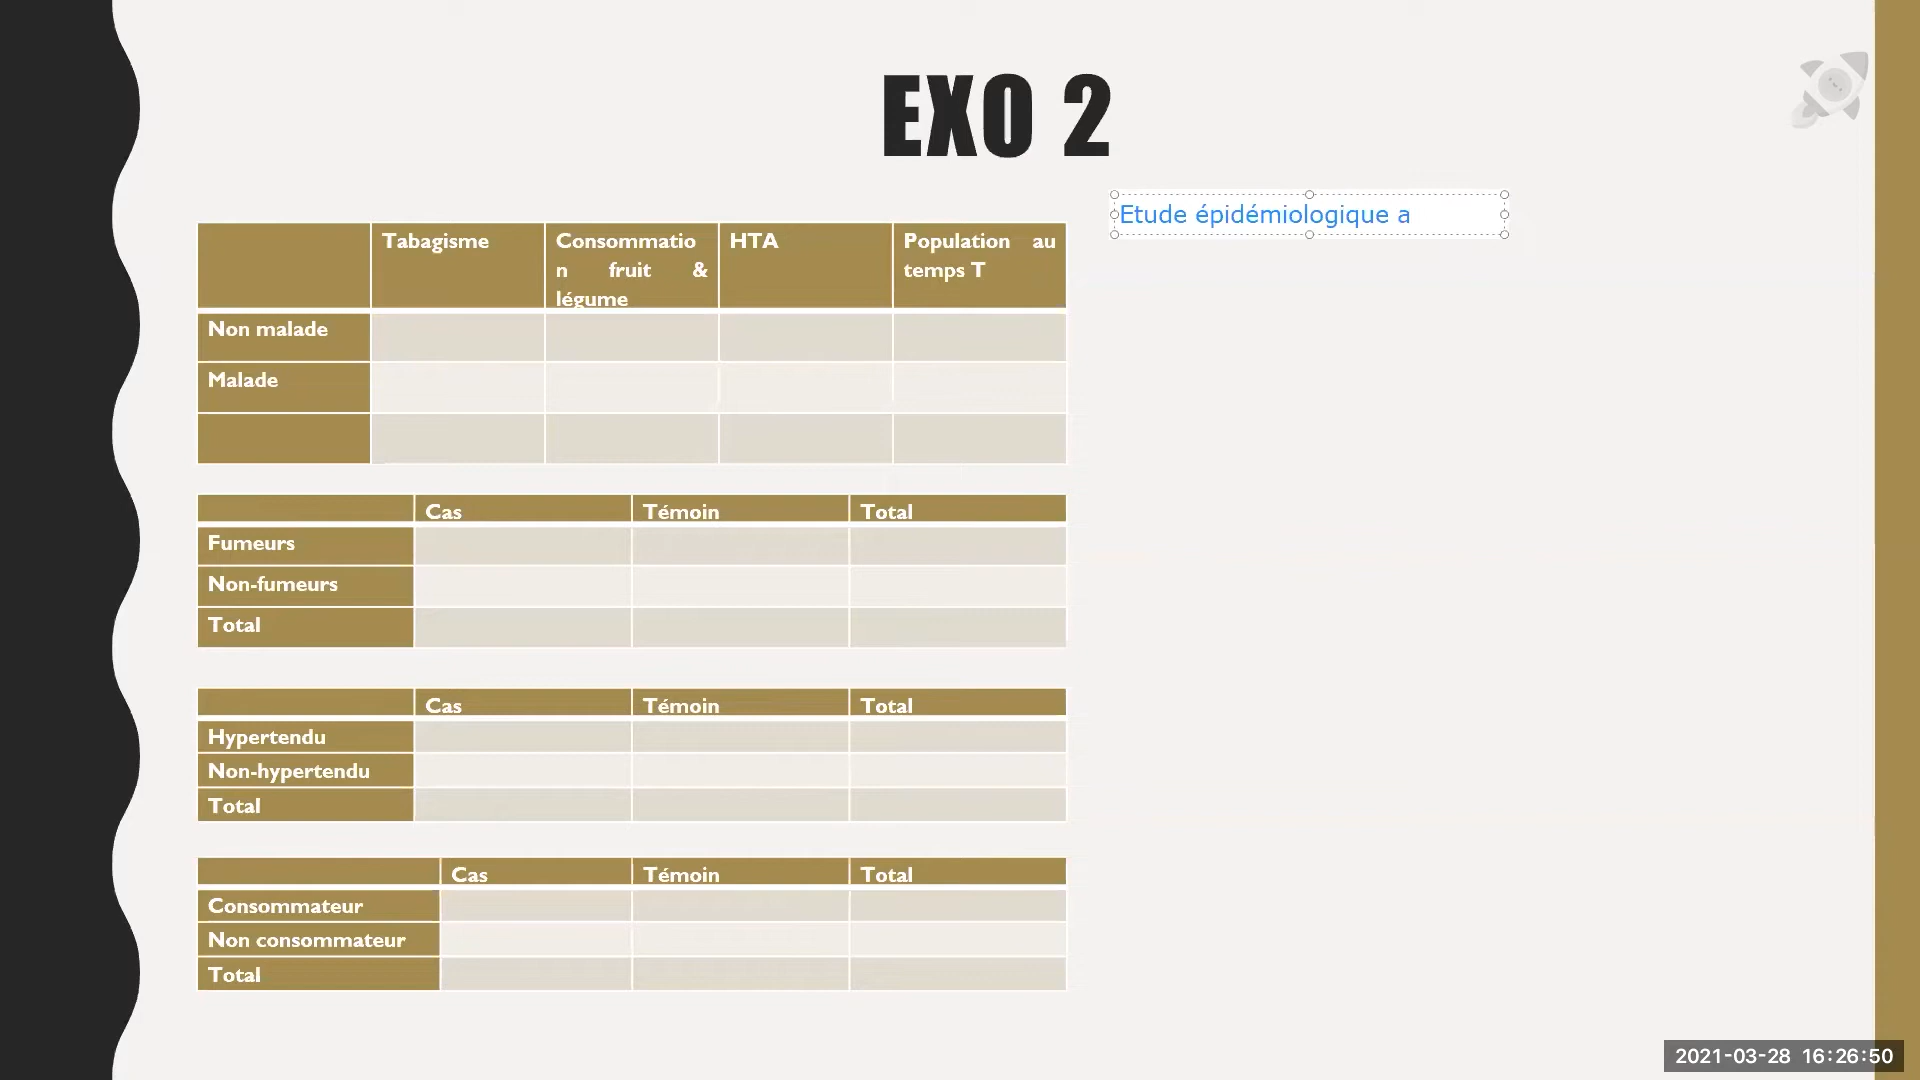 EXO 2
Etude épidémiologique a
Tabagisme
Consommatio
n fruit &
légume
HTA
Population au
temps T
Non malade
Malade
Cas Témoin Total
Fumeurs
Non-fumeurs
Total
Cas Témoin Total
Hypertendu
Non-hypertendu
Total
Cas Témoin Total
Consommateur
Non consommateur
Total
2021-03-28 16:26:50